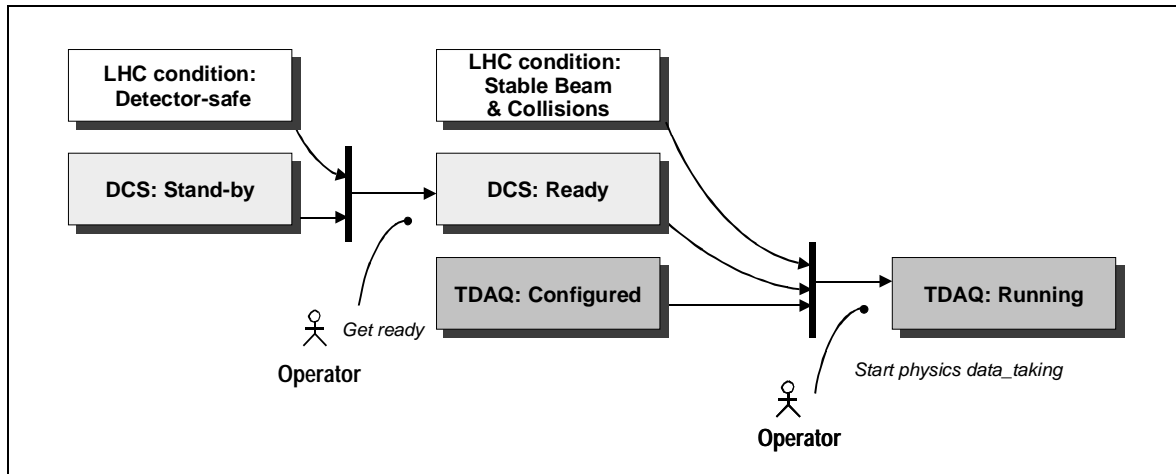 LHC condition:
Detector-safe
LHC condition:
Stable Beam
& Collisions
DCS: Stand-by
DCS: Ready
TDAQ: Configured
TDAQ: Running
Get ready
Operator
Start physics data_taking
Operator